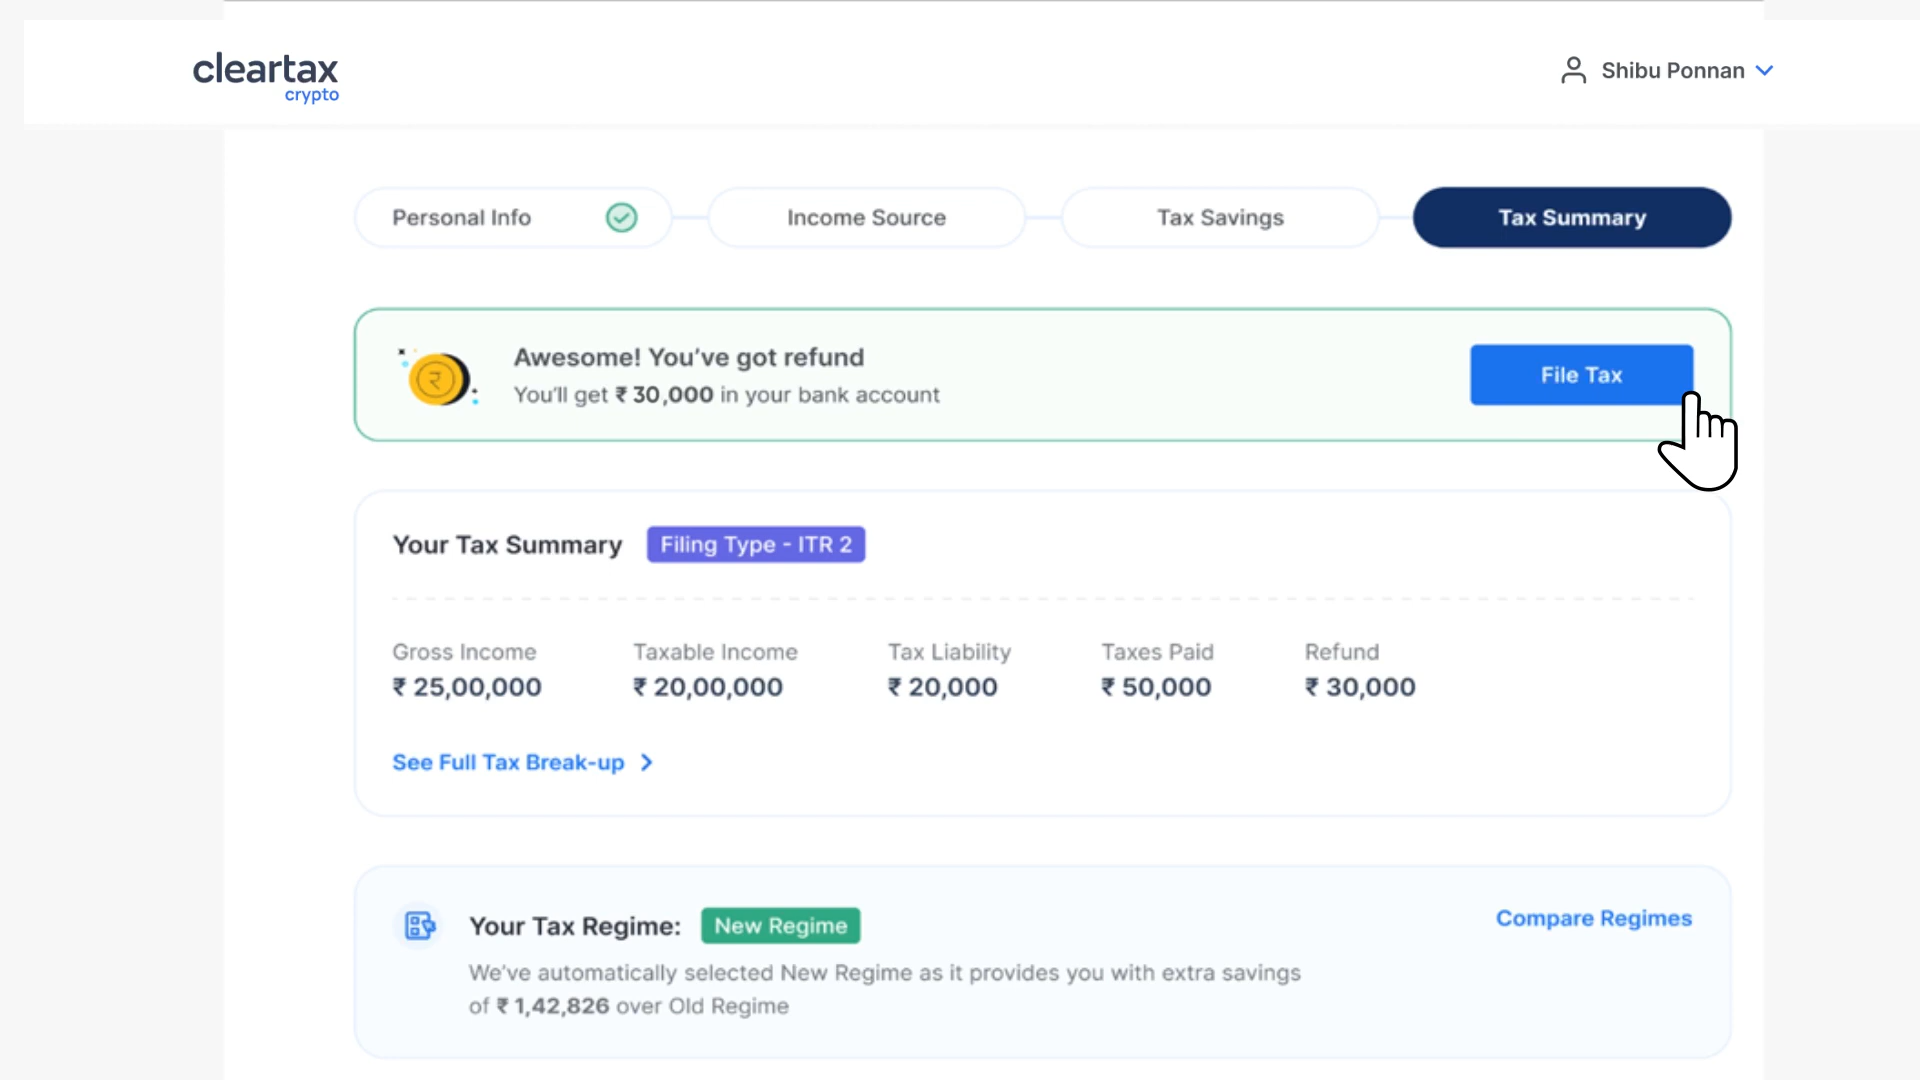 cleartax
crypto
Shibu Ponnan
Personal Info
Income Source
Tax Savings
Tax Summary
Awesome! You've got refund
You'll get ₹ 30,000 in your bank account
File Tax
Your Tax Summary
Filing Type - ITR 2
Gross Income
₹ 25,00,000
Taxable Income
₹ 20,00,000
Tax Liability
₹ 20,000
Taxes Paid
₹ 50,000
Refund
₹ 30,000
See Full Tax Break-up
Your Tax Regime:
New Regime
Compare Regimes
We've automatically selected New Regime as it provides you with extra savings
of ₹ 1,42,826 over Old Regime